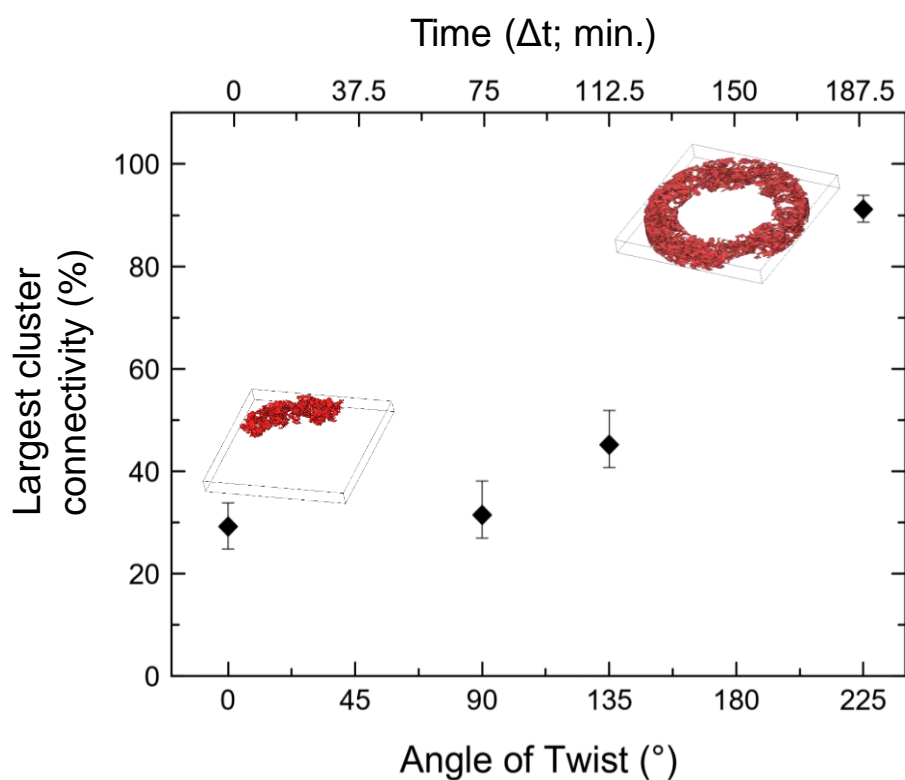 Time (Δt; min.)
0 37.5 75 112.5 150 187.5
Largest cluster
connectivity (%)
100
80
60
40
20
0
0 45 90 135 180 225
Angle of Twist (°)